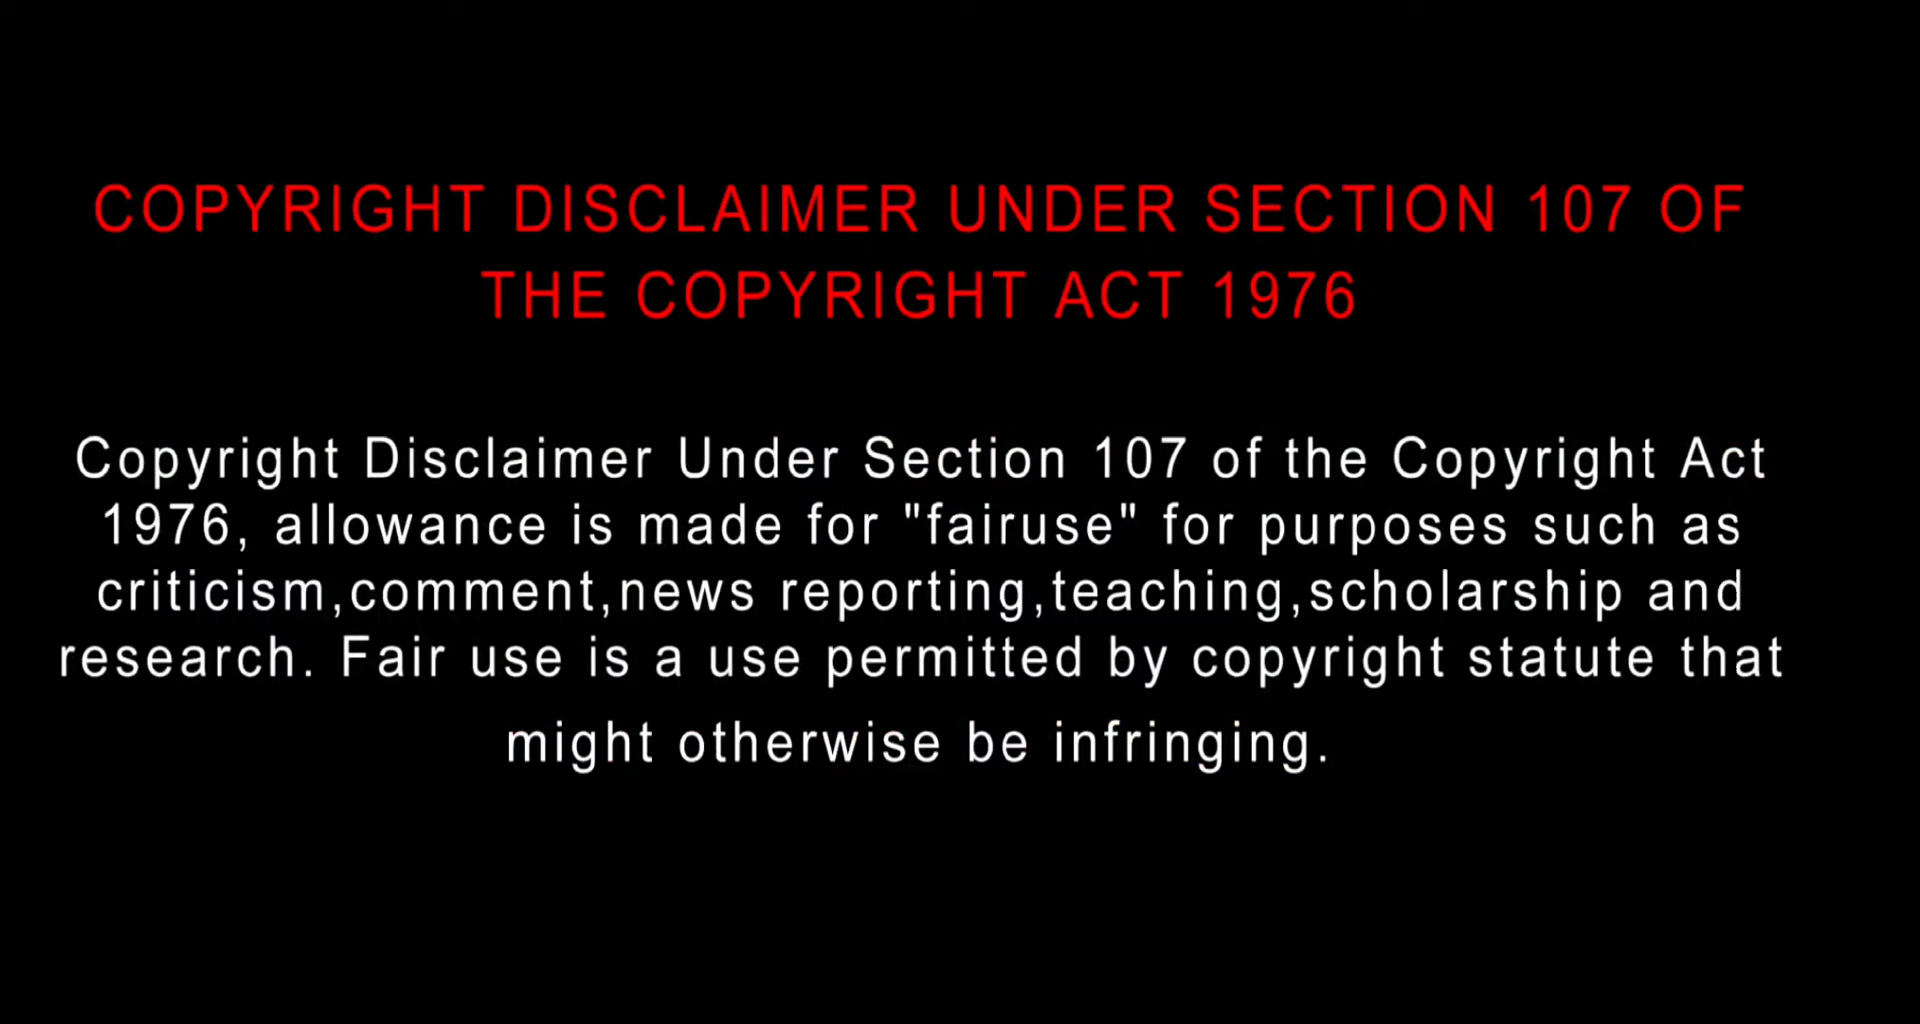 COPYRIGHT DISCLAIMER UNDER SECTION 107 OF
THE COPYRIGHT ACT 1976
Copyright Disclaimer Under Section 107 of the Copyright Act
1976, allowance is made for "fairuse" for purposes such as
criticism,comment,news reporting,teaching,scholarship and
research. Fair use is a use permitted by copyright statute that
might otherwise be infringing.